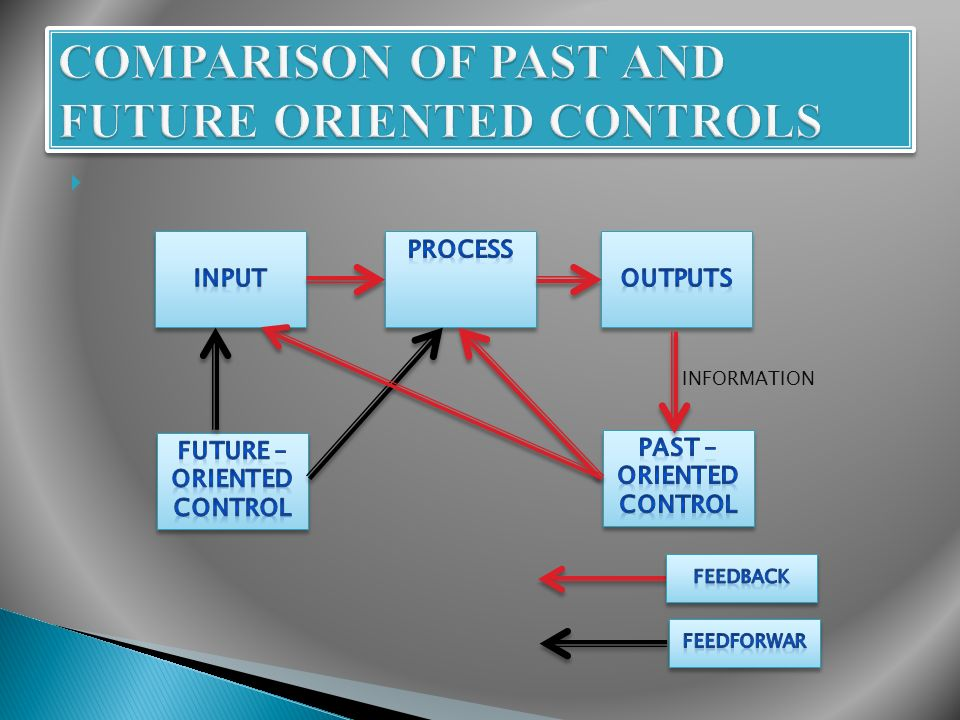 COMPARISON OF PAST AND
FUTURE ORIENTED CONTROLS
INPUT
PROCESS
OUTPUTS
INFORMATION
FUTURE –
ORIENTED
CONTROL
PAST –
ORIENTED
CONTROL
FEEDBACK
FEEDFORWAR